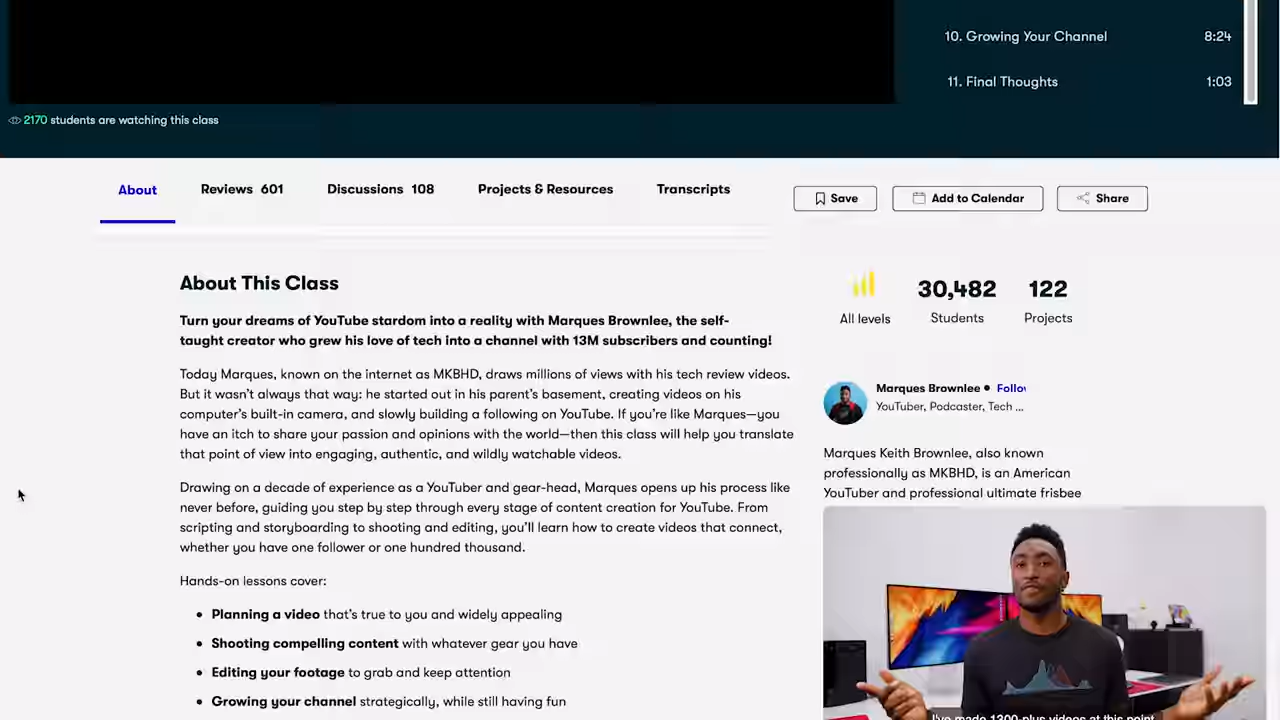 10. Growing Your Channel 8:24
11. Final Thoughts 1:03
2170 students are watching this class
About Reviews 601 Discussions 108 Projects & Resources Transcripts
Save Add to Calendar Share
About This Class
Turn your dreams of YouTube stardom into a reality with Marques Brownlee, the self-
taught creator who grew his love of tech into a channel with 13M subscribers and counting!
Today Marques, known on the internet as MKBHD, draws millions of views with his tech review videos.
But it wasn't always that way: he started out in his parent's basement, creating videos on his
computer's built-in camera, and slowly building a following on YouTube. If you're like Marques—you
have an itch to share your passion and opinions with the world—then this class will help you translate
that point of view into engaging, authentic, and wildly watchable videos.
Drawing on a decade of experience as a YouTuber and gear-head, Marques opens up his process like
never before, guiding you step by step through every stage of content creation for YouTube. From
scripting and storyboarding to shooting and editing, you'll learn how to create videos that connect,
whether you have one follower or one hundred thousand.
Hands-on lessons cover:
• Planning a video that's true to you and widely appealing
• Shooting compelling content with whatever gear you have
• Editing your footage to grab and keep attention
• Growing your channel strategically, while still having fun
All levels
30,482
Students
122
Projects
Marques Brownlee • Follov
YouTuber, Podcaster, Tech ...
Marques Keith Brownlee, also known
professionally as MKBHD, is an American
YouTuber and professional ultimate frisbee
I've made 1300-plus videos at this point